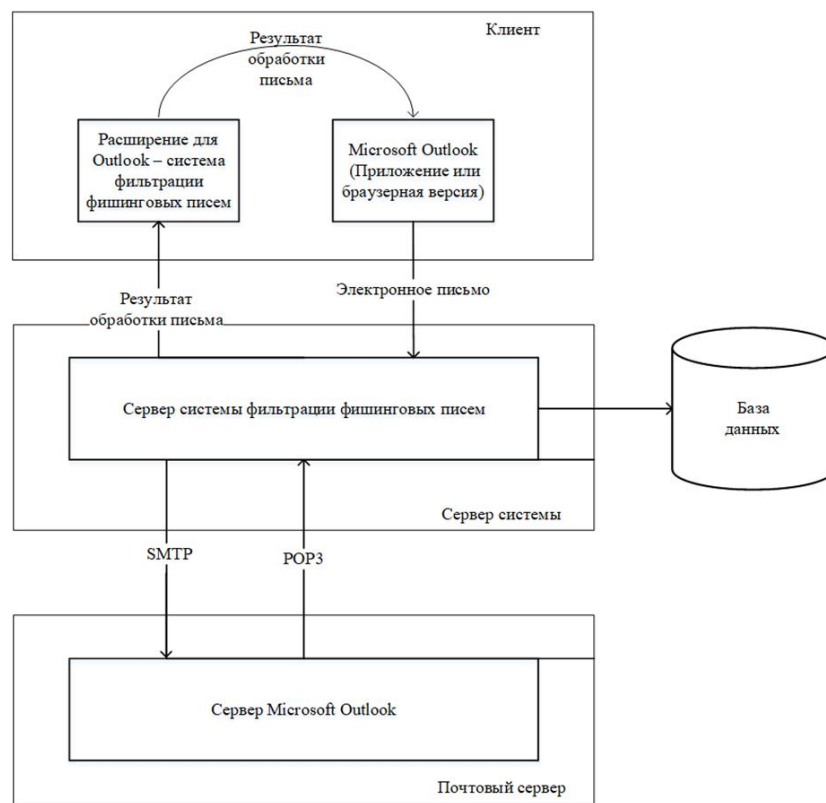 Клиент
Результат
обработки
письма
Расширение для
Outlook – система
фильтрации
фишинговых писем
Microsoft Outlook
(Приложение или
браузерная версия)
Результат
обработки письма
Электронное письмо
Сервер системы фильтрации фишинговых писем
База
данных
Сервер системы
SMTP
POP3
Сервер Microsoft Outlook
Почтовый сервер